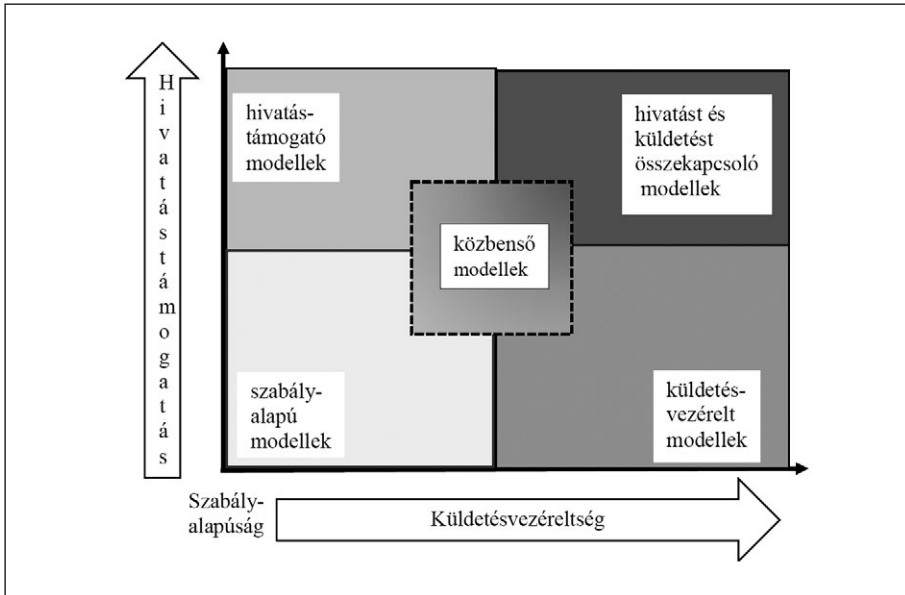 Hivatástámogatás
hivatás-
támogató
modellek
hivatást és
küldetést
összekapcsoló
modellek
közbenső
modellek
szabály-
alapú
modellek
küldetés-
vezérelt
modellek
Szabály-
alapúság
Küldetésvezéreltség